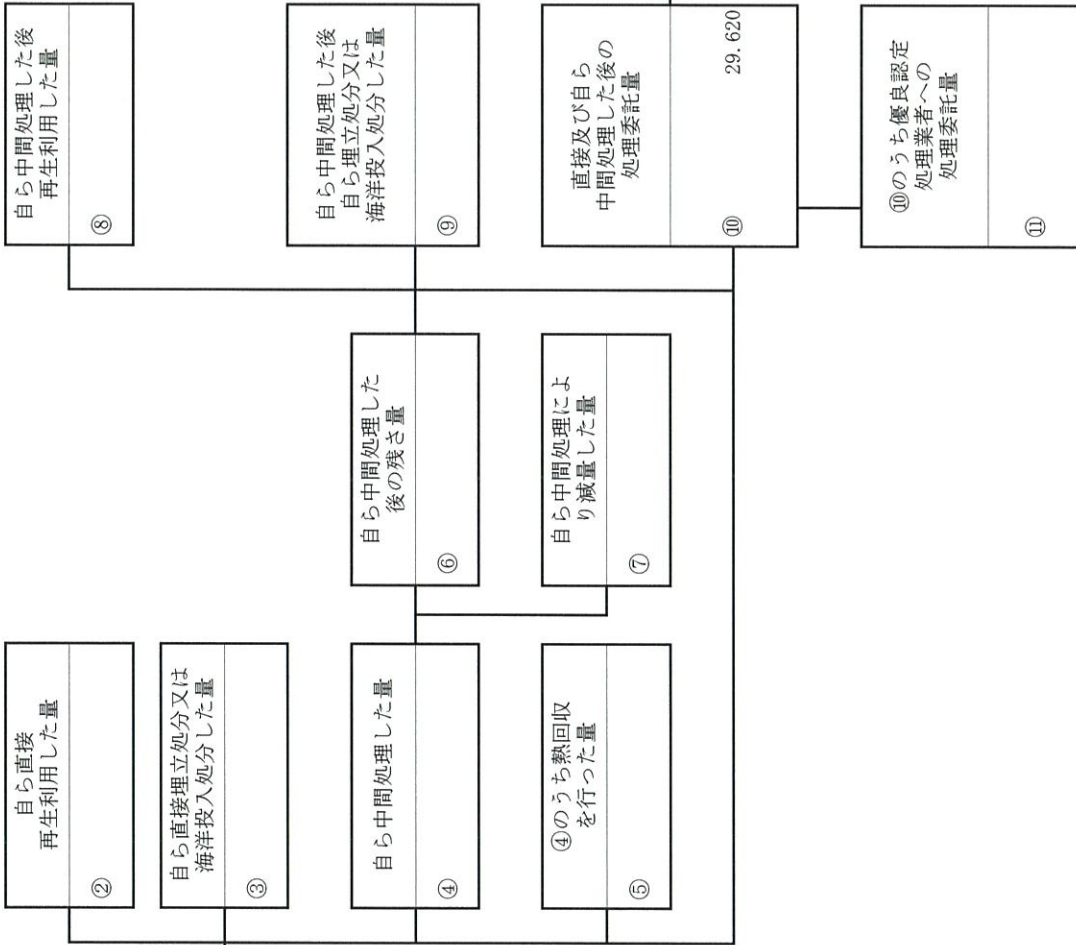 自ら直接
再生利用した量
②
自ら直接埋立処分又は
海洋投入処分した量
③
自ら中間処理した量
④
④のうち熱回収
を行った量
⑤
自ら中間処理した
後の残さ量
⑥
自ら中間処理によ
り減量した量
⑦
自ら中間処理した後
再生利用した量
⑧
自ら中間処理した後
自ら埋立処分又は
海洋投入処分した量
⑨
直接及び自ら
中間処理した後の
処理委託量
⑩
29.620
⑩のうち優良認定
処理業者への
処理委託量
⑪